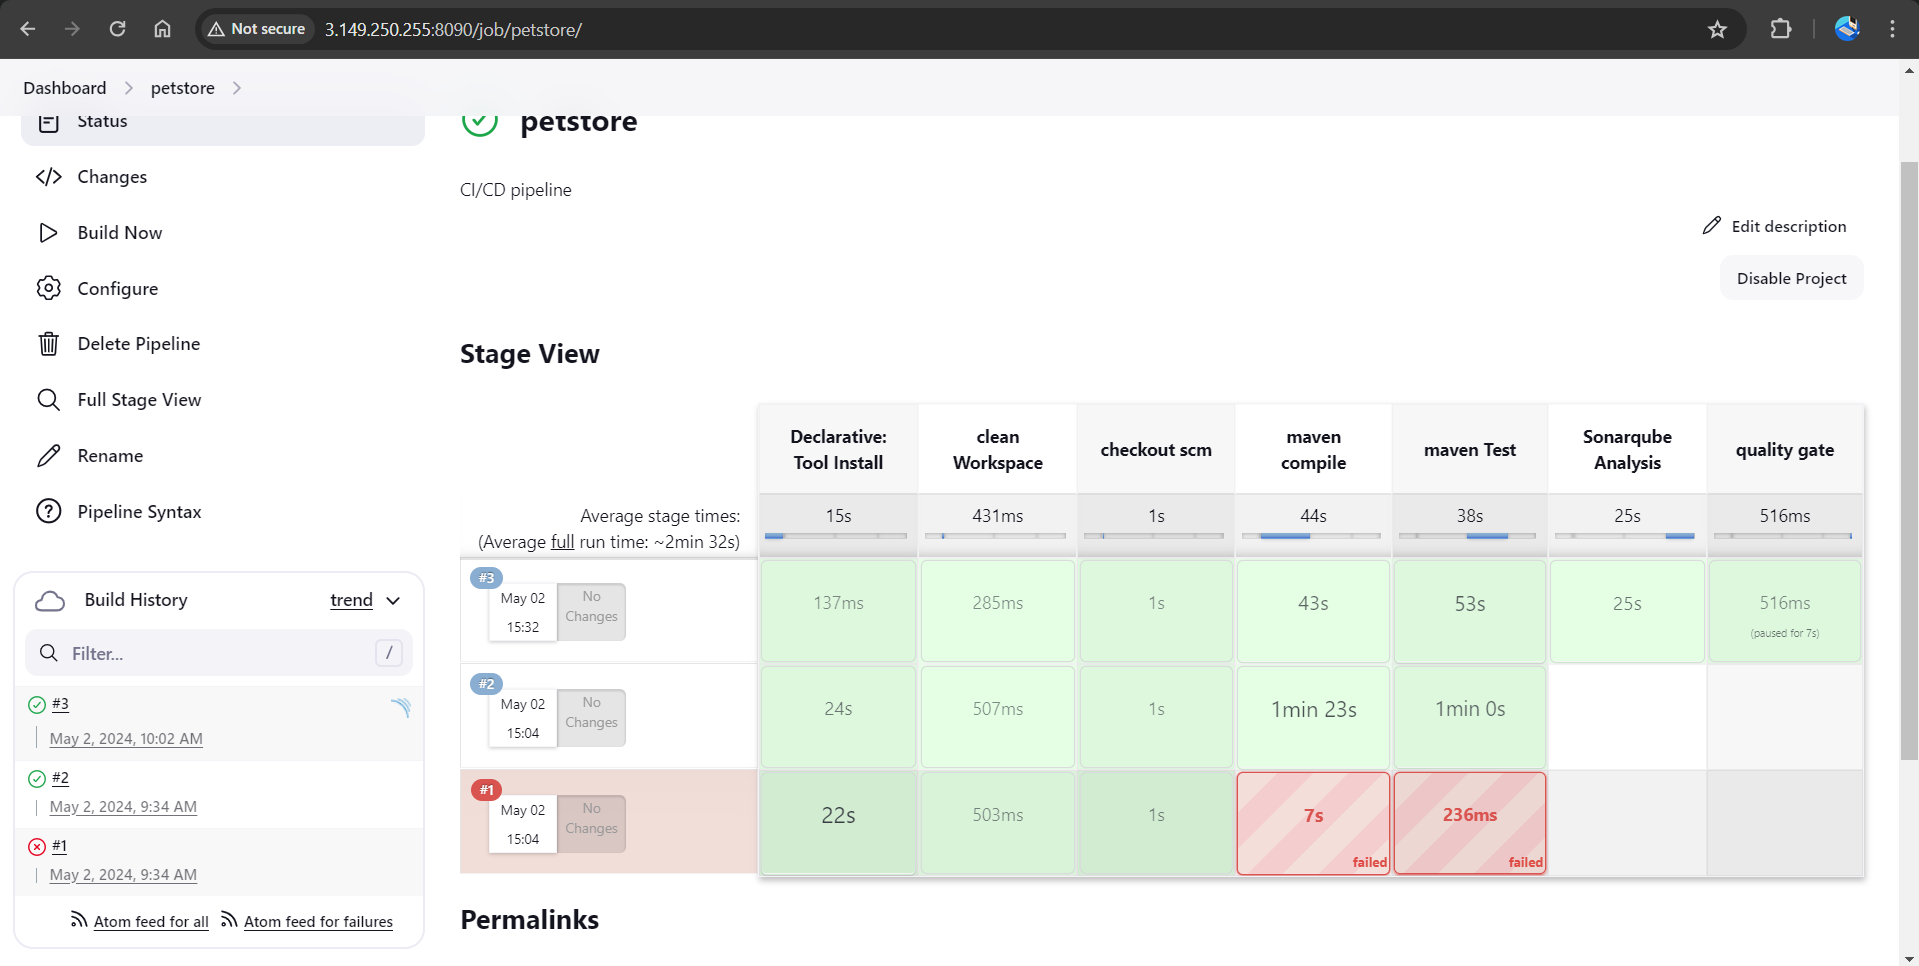 Not secure
3.149.250.255:8090/job/petstore/
Dashboard
petstore
Status
Changes
Build Now
Configure
Delete Pipeline
Full Stage View
Rename
Pipeline Syntax
Build History
trend
Filter...
/
#3
May 2, 2024, 10:02 AM
#2
May 2, 2024, 9:34 AM
#1
May 2, 2024, 9:34 AM
Atom feed for all
Atom feed for failures
petstore
CI/CD pipeline
Edit description
Disable Project
Stage View
Declarative:
Tool Install
clean
Workspace
checkout scm
maven
compile
maven Test
Sonarqube
Analysis
quality gate
Average stage times:
(Average full run time: ~2min 32s)
15s
431ms
1s
44s
38s
25s
516ms
#3
May 02
15:32
No
Changes
137ms
285ms
1s
43s
53s
25s
516ms
(paused for 7s)
#2
May 02
15:04
No
Changes
24s
507ms
1s
1min 23s
1min 0s
#1
May 02
15:04
No
Changes
22s
503ms
1s
7s
failed
236ms
failed
Permalinks